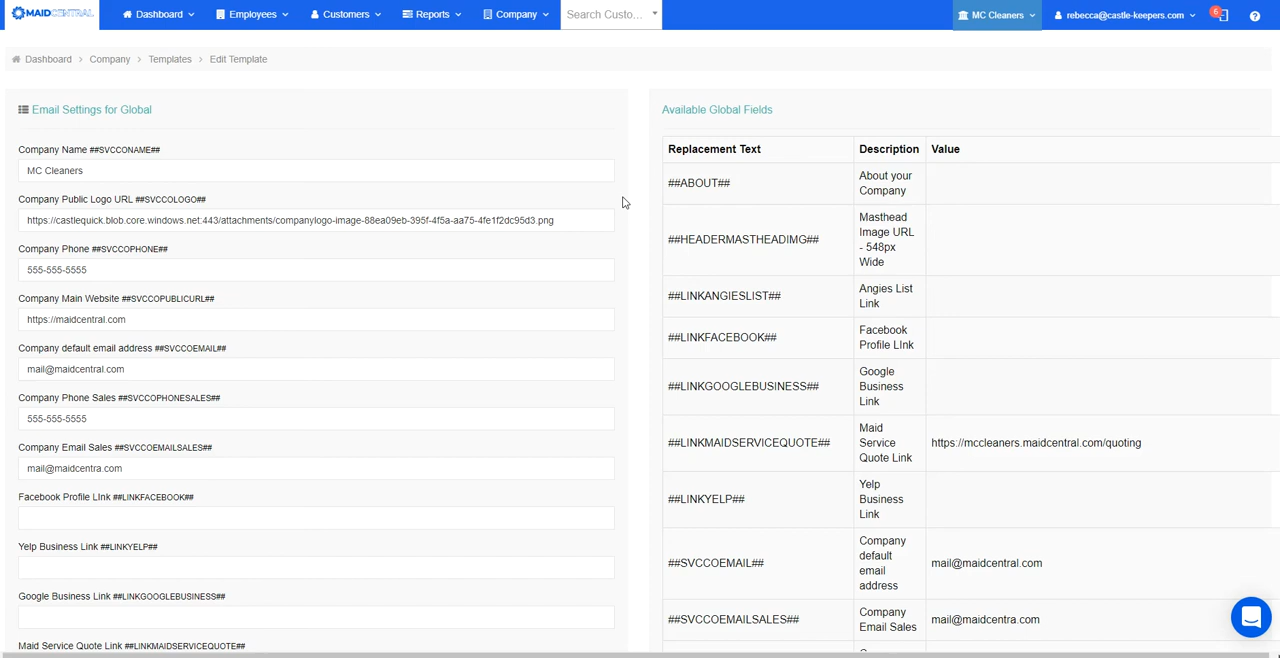 MAIDCENTRAL
Dashboard
Employees
Customers
Reports
Company
Search Custo...
MC Cleaners
rebecca@castle-keepers.com
6
?
Dashboard > Company > Templates > Edit Template
Email Settings for Global
Company Name ##SVCCONAME##
MC Cleaners
Company Public Logo URL ##SVCCOLOGO##
https://castlequick.blob.core.windows.net:443/attachments/companylogo-image-88ea09eb-395f-4f5a-aa75-4fe1f2dc95d3.png
Company Phone ##SVCCOPHONE##
555-555-5555
Company Main Website ##SVCCOPUBLICURL##
https://maidcentral.com
Company default email address ##SVCCOEMAIL##
mail@maidcentral.com
Company Phone Sales ##SVCCOPHONESALES##
555-555-5555
Company Email Sales ##SVCCOEMAILSALES##
mail@maidcentra.com
Facebook Profile LInk ##LINKFACEBOOK##
Yelp Business Link ##LINKYELP##
Google Business Link ##LINKGOOGLEBUSINESS##
Maid Service Quote Link ##LINKMAIDSERVICEQUOTE##
Available Global Fields
Replacement Text
Description
Value
##ABOUT##
About your
Company
##HEADERMASTHEADIMG##
Masthead
Image URL
- 548px
Wide
##LINKANGIESLIST##
Angies List
Link
##LINKFACEBOOK##
Facebook
Profile LInk
##LINKGOOGLEBUSINESS##
Google
Business
Link
##LINKMAIDSERVICEQUOTE##
Maid
Service
Quote Link
https://mccleaners.maidcentral.com/quoting
##LINKYELP##
Yelp
Business
Link
##SVCCOEMAIL##
Company
default
email
address
mail@maidcentral.com
##SVCCOEMAILSALES##
Company
Email Sales
mail@maidcentra.com